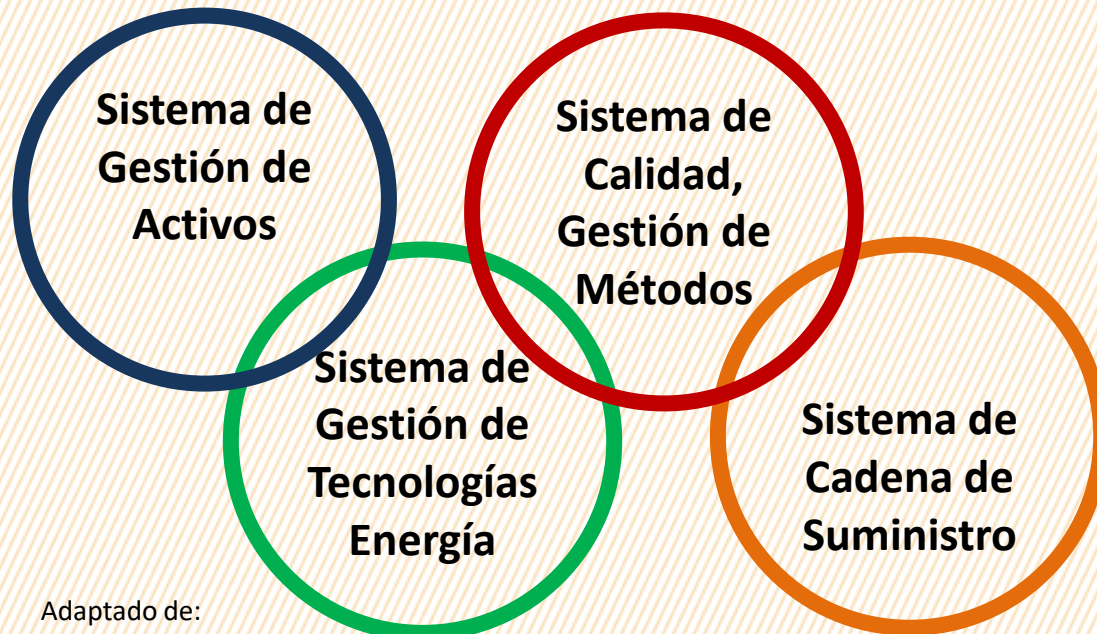 Sistema de
Gestión de
Activos
Sistema de
Calidad,
Gestión de
Métodos
Sistema de
Gestión de
Tecnologías
Energía
Sistema de
Cadena de
Suministro
Adaptado de: